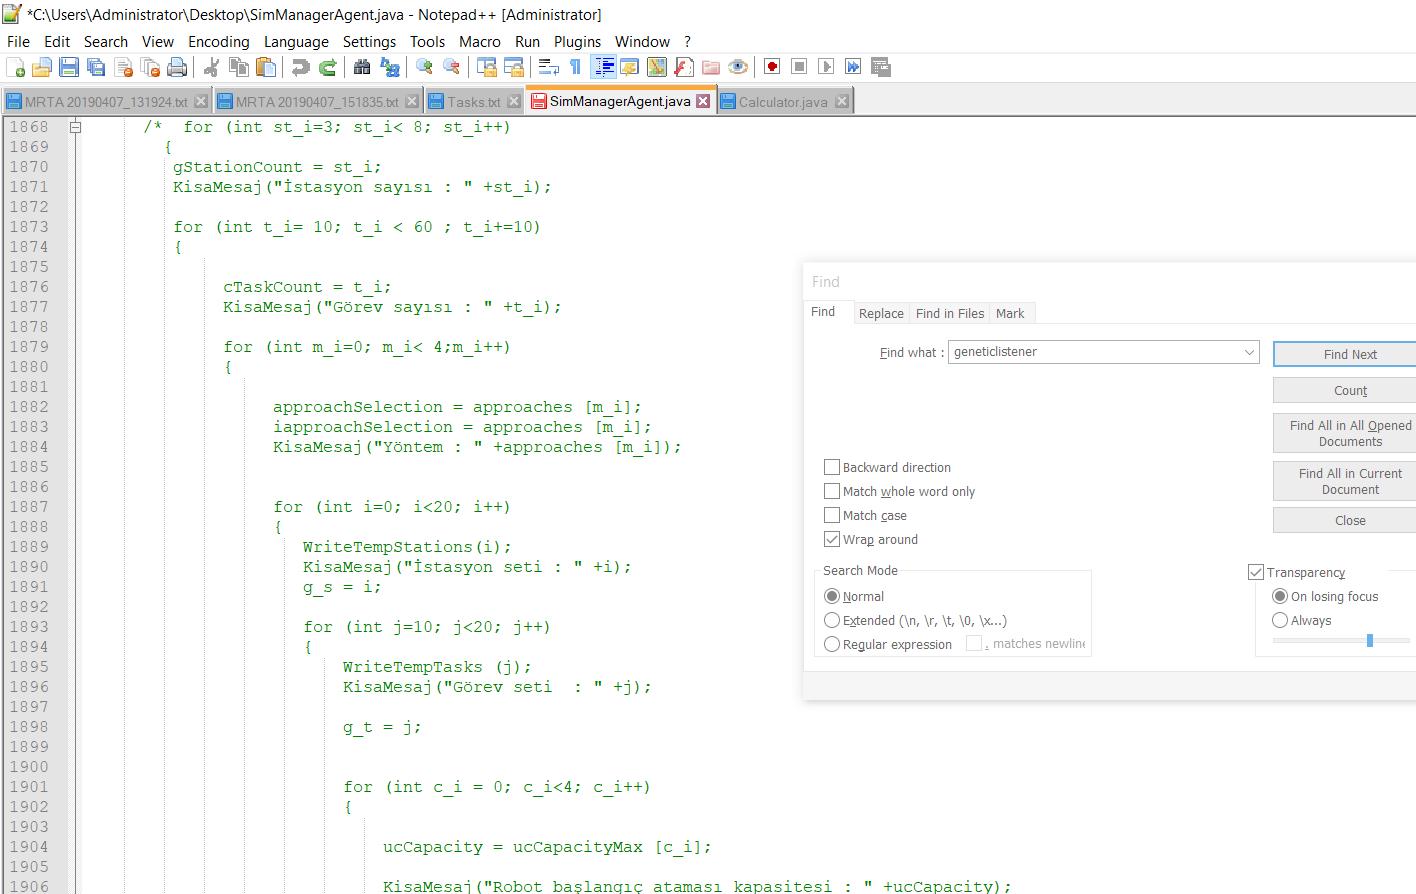 *C:\Users\Administrator\Desktop\SimManagerAgent.java - Notepad++ [Administrator]
File Edit Search View Encoding Language Settings Tools Macro Run Plugins Window ?
MRTA 20190407_131924.txt MRTA 20190407_151835.txt Tasks.txt SimManagerAgent.java Calculator.java
1868 /* for (int st_i=3; st_i< 8; st_i++)
1869 {
1870 gStationCount = st_i;
1871 KisaMesaj("İstasyon sayısı : " +st_i);
1872
1873 for (int t_i= 10; t_i < 60 ; t_i+=10)
1874 {
1875
1876 cTaskCount = t_i;
1877 KisaMesaj("Görev sayısı : " +t_i);
1878
1879 for (int m_i=0; m_i< 4;m_i++)
1880 {
1881
1882 approachSelection = approaches [m_i];
1883 iapproachSelection = approaches [m_i];
1884 KisaMesaj("Yöntem : " +approaches [m_i]);
1885
1886
1887 for (int i=0; i<20; i++)
1888 {
1889 WriteTempStations(i);
1890 KisaMesaj("İstasyon seti : " +i);
1891 g_s = i;
1892
1893 for (int j=10; j<20; j++)
1894 {
1895 WriteTempTasks (j);
1896 KisaMesaj("Görev seti : " +j);
1897
1898 g_t = j;
1899
1900
1901 for (int c_i = 0; c_i<4; c_i++)
1902 {
1903
1904 ucCapacity = ucCapacityMax [c_i];
1905
1906 KisaMesaj("Robot başlangıç ataması kapasitesi : " +ucCapacity);
Find
Find Replace Find in Files Mark
Find what : geneticlistener
Find Next
Count
Find All in All Opened
Documents
Find All in Current
Document
Close
Backward direction
Match whole word only
Match case
Wrap around
Search Mode
Normal
Extended (\n, \r, \t, \0, \x...)
Regular expression . matches newline
Transparency
On losing focus
Always